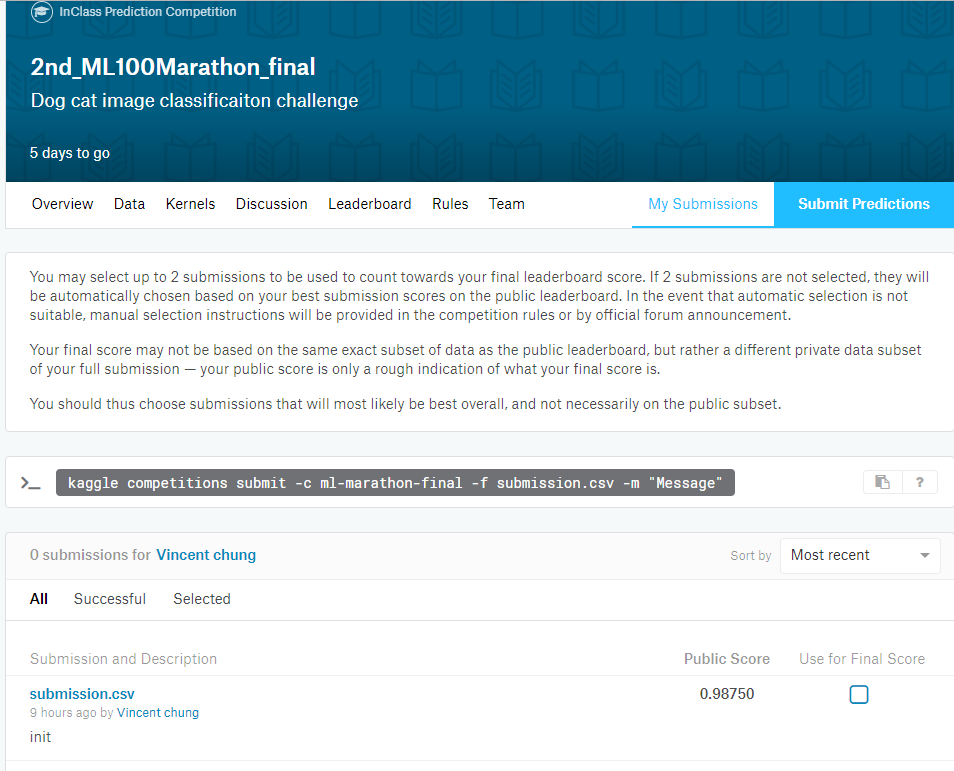 InClass Prediction Competition
2nd_ML100Marathon_final
Dog cat image classificaiton challenge
5 days to go
Overview Data Kernels Discussion Leaderboard Rules Team My Submissions Submit Predictions
You may select up to 2 submissions to be used to count towards your final leaderboard score. If 2 submissions are not selected, they will
be automatically chosen based on your best submission scores on the public leaderboard. In the event that automatic selection is not
suitable, manual selection instructions will be provided in the competition rules or by official forum announcement.
Your final score may not be based on the same exact subset of data as the public leaderboard, but rather a different private data subset
of your full submission — your public score is only a rough indication of what your final score is.
You should thus choose submissions that will most likely be best overall, and not necessarily on the public subset.
>_ kaggle competitions submit -c ml-marathon-final -f submission.csv -m "Message" ?
0 submissions for Vincent chung Sort by Most recent
All Successful Selected
Submission and Description Public Score Use for Final Score
submission.csv 0.98750
9 hours ago by Vincent chung
init